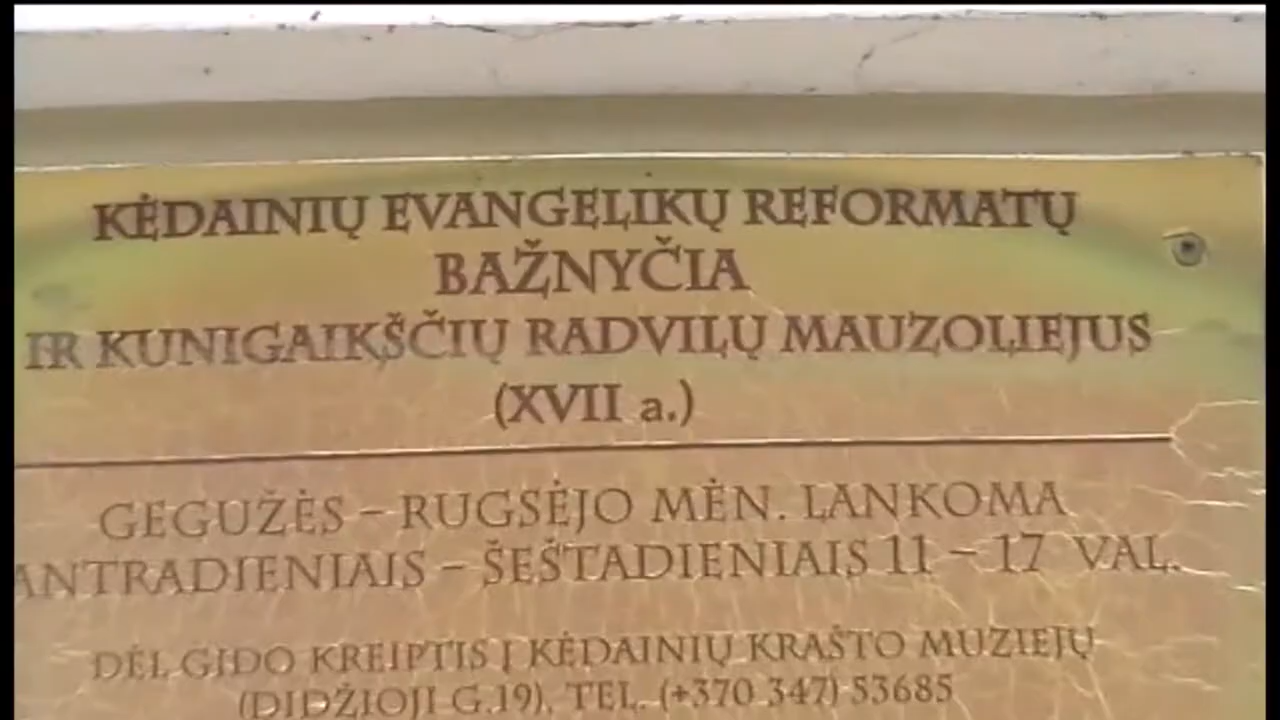 KĖDAINIŲ EVANGELIKŲ REFORMATŲ
BAŽNYČIA
IR KUNIGAIKŠČIŲ RADVILŲ MAUZOLIEJUS
(XVII a.)
GEGUŽĖS – RUGSĖJO MĖN. LANKOMA
ANTRADIENIAIS – ŠEŠTADIENIAIS 11 – 17 VAL.
DĖL GIDO KREIPTIS Į KĖDAINIŲ KRAŠTO MUZIEJŲ
(DIDŽIOJI G.19), TEL. (+370 347) 53685